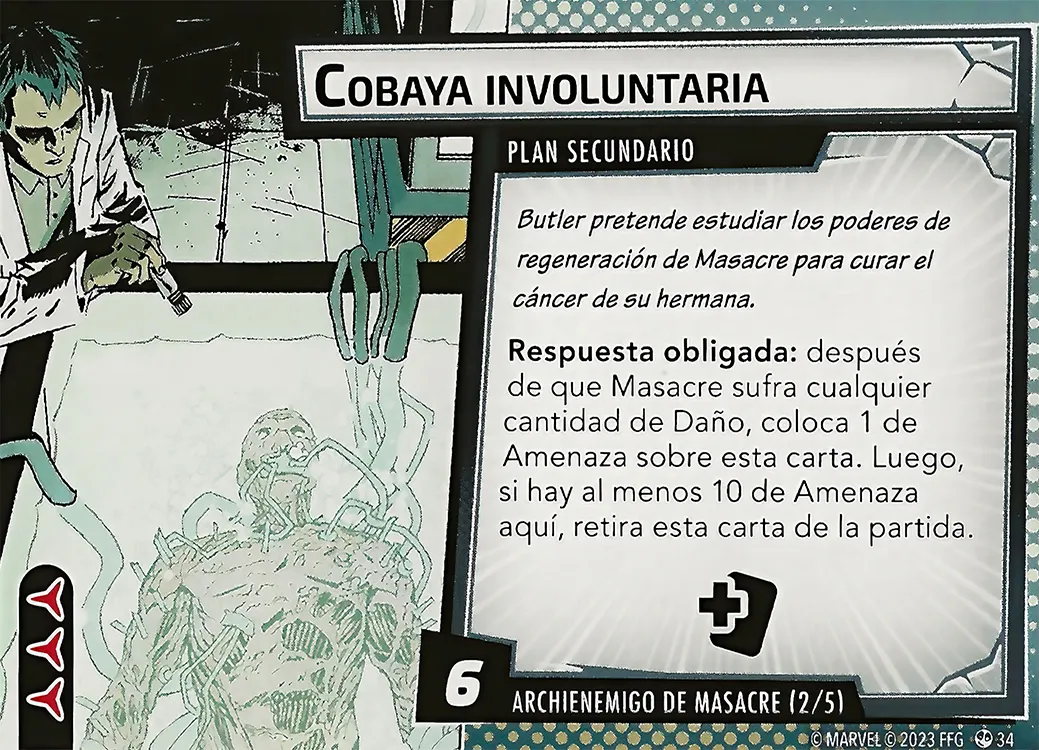 COBAYA INVOLUNTARIA
PLAN SECUNDARIO
Butler pretende estudiar los poderes de
regeneración de Masacre para curar el
cáncer de su hermana.
Respuesta obligada: después
de que Masacre sufra cualquier
cantidad de Daño, coloca 1 de
Amenaza sobre esta carta. Luego,
si hay al menos 10 de Amenaza
aquí, retira esta carta de la partida.
6
ARCHIENEMIGO DE MASACRE (2/5)
© MARVEL © 2023 FFG 34